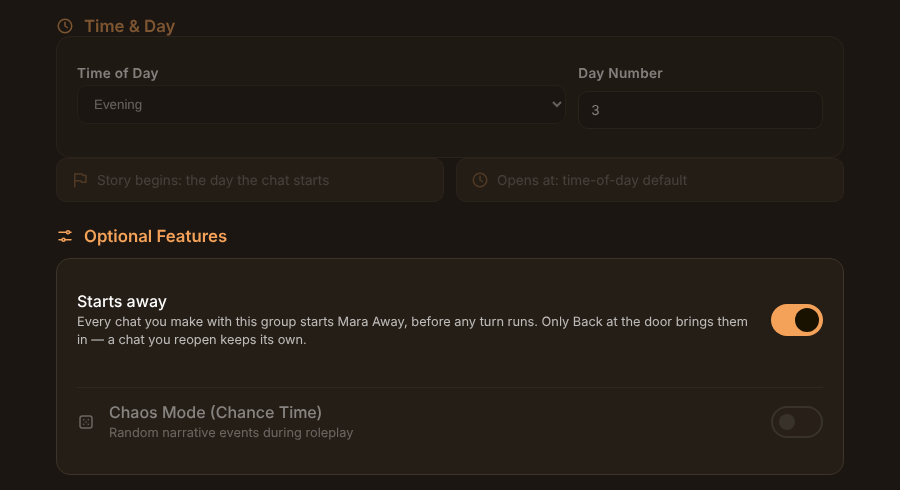 Time & Day
Time of Day
Day Number
Evening
3
Story begins: the day the chat starts
Opens at: time-of-day default
Optional Features
Starts away
Every chat you make with this group starts Mara Away, before any turn runs. Only Back at the door brings them
in — a chat you reopen keeps its own.
Chaos Mode (Chance Time)
Random narrative events during roleplay